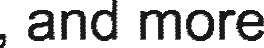 , and more